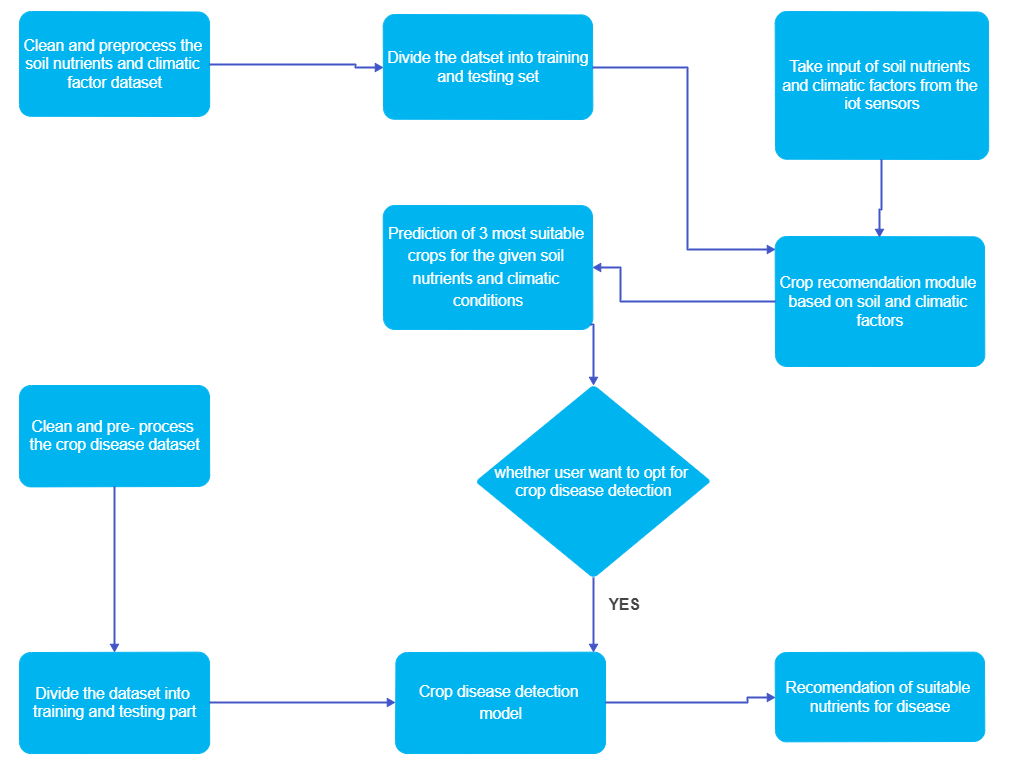 Clean and preprocess the
soil nutrients and climatic
factor dataset
Divide the datset into training
and testing set
Take input of soil nutrients
and climatic factors from the
iot sensors
Prediction of 3 most suitable
crops for the given soil
nutrients and climatic
conditions
Crop recomendation module
based on soil and climatic
factors
Clean and pre- process
the crop disease dataset
whether user want to opt for
crop disease detection
YES
Divide the dataset into
training and testing part
Crop disease detection
model
Recomendation of suitable
nutrients for disease